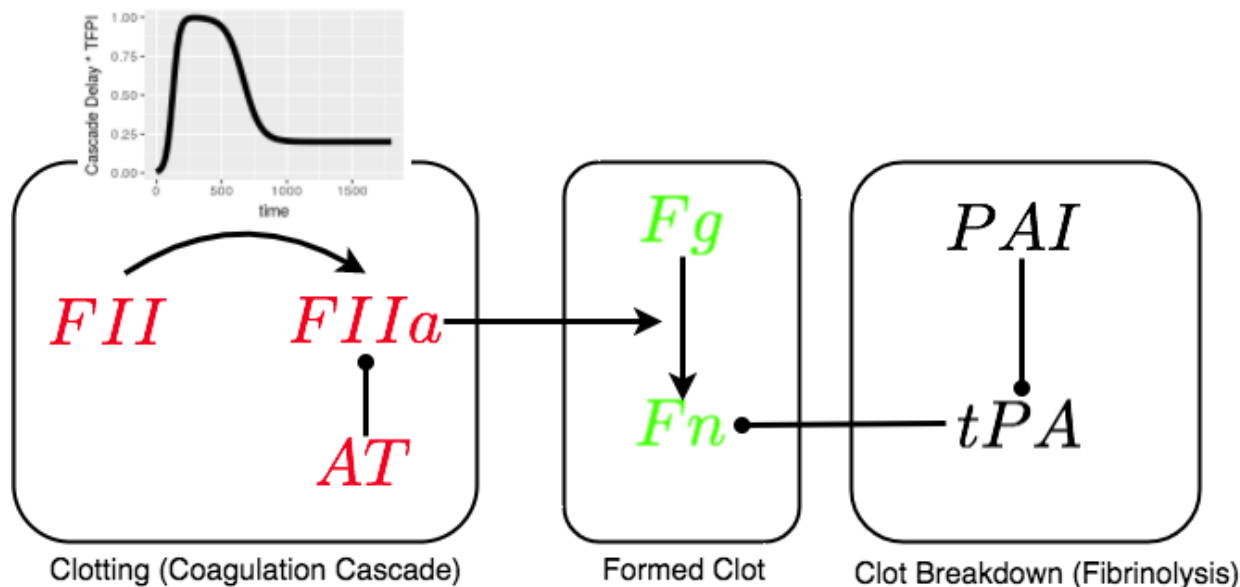 Cascade Delay * TFPI
1.00
0.75
0.50
0.25
0.00
0 500 1000 1500
time
FII
FIIa
AT
Clotting (Coagulation Cascade)
Fg
Fn
Formed Clot
PAI
tPA
Clot Breakdown (Fibrinolysis)